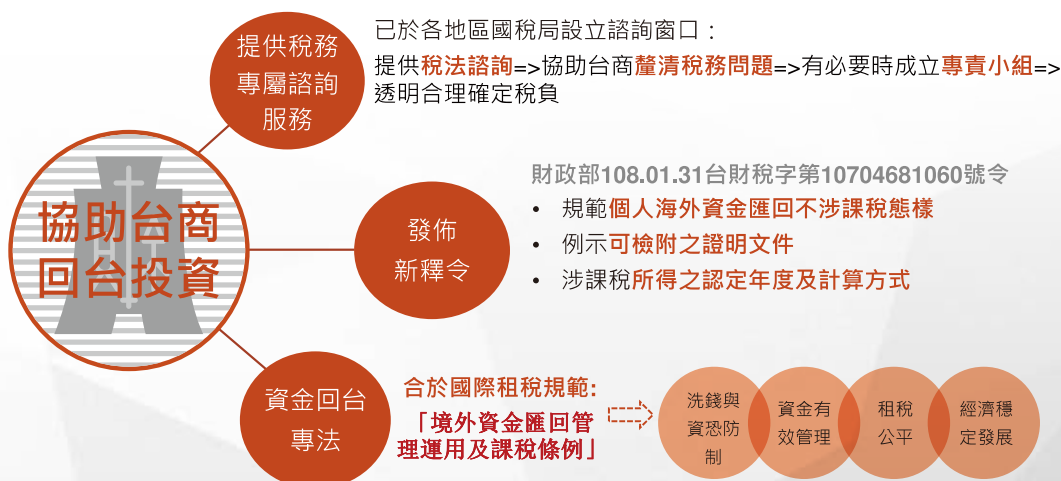 提供稅務
專屬諮詢
服務
已於各地區國稅局設立諮詢窗口：
提供稅法諮詢=>協助台商釐清稅務問題=>有必要時成立專責小組=>
透明合理確定稅負
協助台商
回台投資
發佈
新釋令
財政部108.01.31台財稅字第10704681060號令
• 規範個人海外資金匯回不涉課稅態樣
• 例示可檢附之證明文件
• 涉課稅所得之認定年度及計算方式
資金回台
專法
合於國際租稅規範:
「境外資金匯回管
理運用及課稅條例」
洗錢與
資恐防
制
資金有
效管理
租稅
公平
經濟穩
定發展